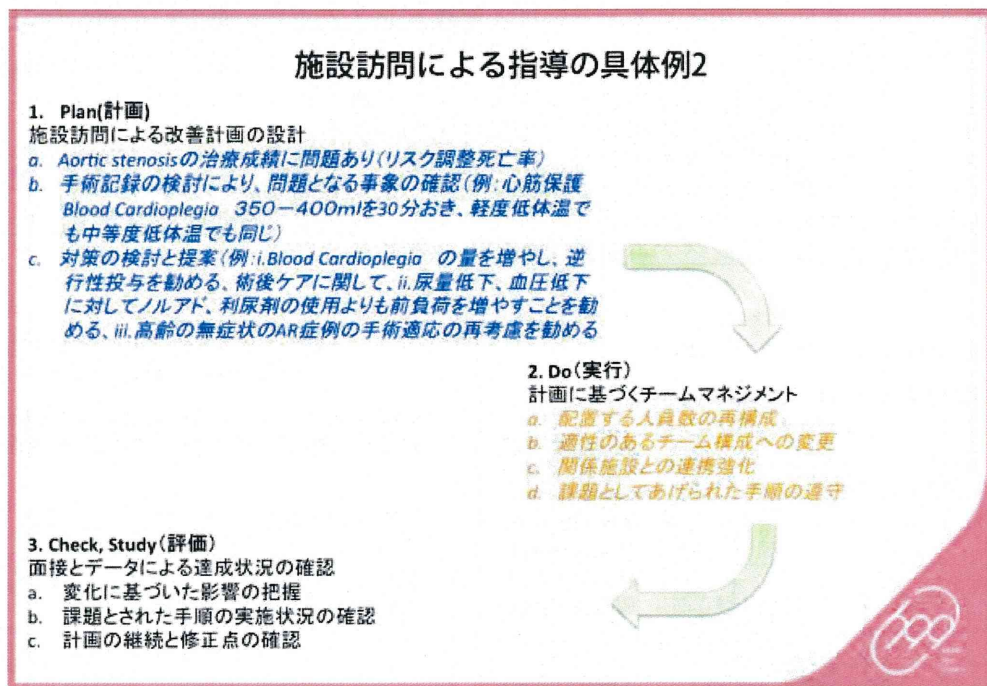 施設訪問による指導の具体例2
1. Plan(計画)
施設訪問による改善計画の設計
a. Aortic stenosisの治療成績に問題あり(リスク調整死亡率)
b. 手術記録の検討により、問題となる事象の確認(例:心筋保護
Blood Cardioplegia 350－400mlを30分おき、軽度低体温で
も中等度低体温でも同じ)
c. 対策の検討と提案(例:i.Blood Cardioplegia の量を増やし、逆
行性投与を勧める、術後ケアに関して、ii.尿量低下、血圧低下
に対してノルアド、利尿剤の使用よりも前負荷を増やすことを勧
める、iii.高齢の無症状のAR症例の手術適応の再考慮を勧める
2. Do(実行)
計画に基づくチームマネジメント
a. 配置する人員数の再構成
b. 適性のあるチーム構成への変更
c. 関係施設との連携強化
d. 課題としてあげられた手順の遵守
3. Check, Study(評価)
面接とデータによる達成状況の確認
a. 変化に基づいた影響の把握
b. 課題とされた手順の実施状況の確認
c. 計画の継続と修正点の確認